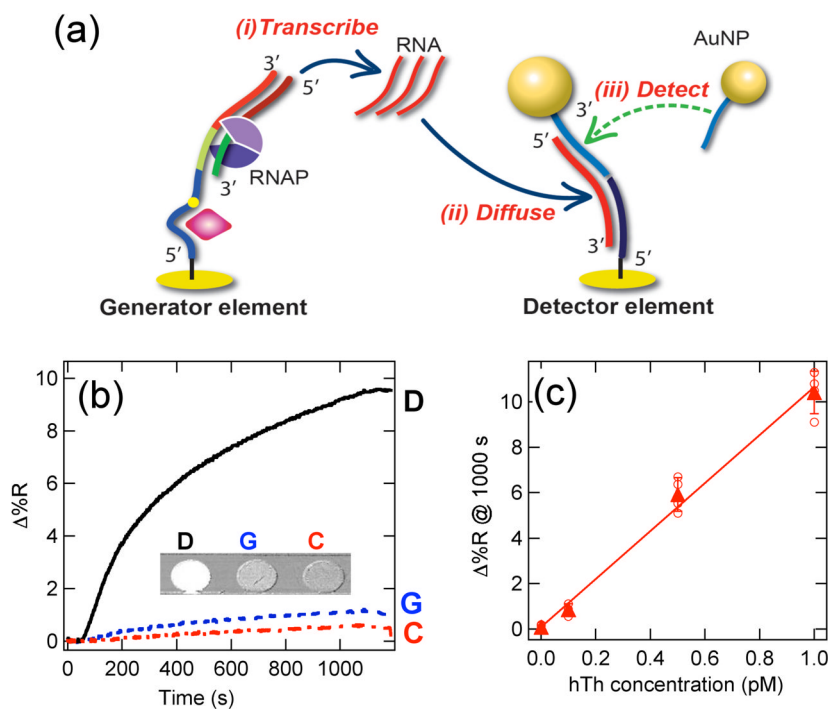 (a)
(i)Transcribe
RNA
AuNP
3′
5′
(iii) Detect
3′
5′
RNAP
3′
(ii) Diffuse
5′
3′
5′
Generator element
Detector element
(b)
D
10
8
6
4
2
0
Δ%R
D G C
G
C
0 200 400 600 800 1000
Time (s)
(c)
10
8
6
4
2
0
Δ%R @ 1000 s
0.0 0.2 0.4 0.6 0.8 1.0
hTh concentration (pM)